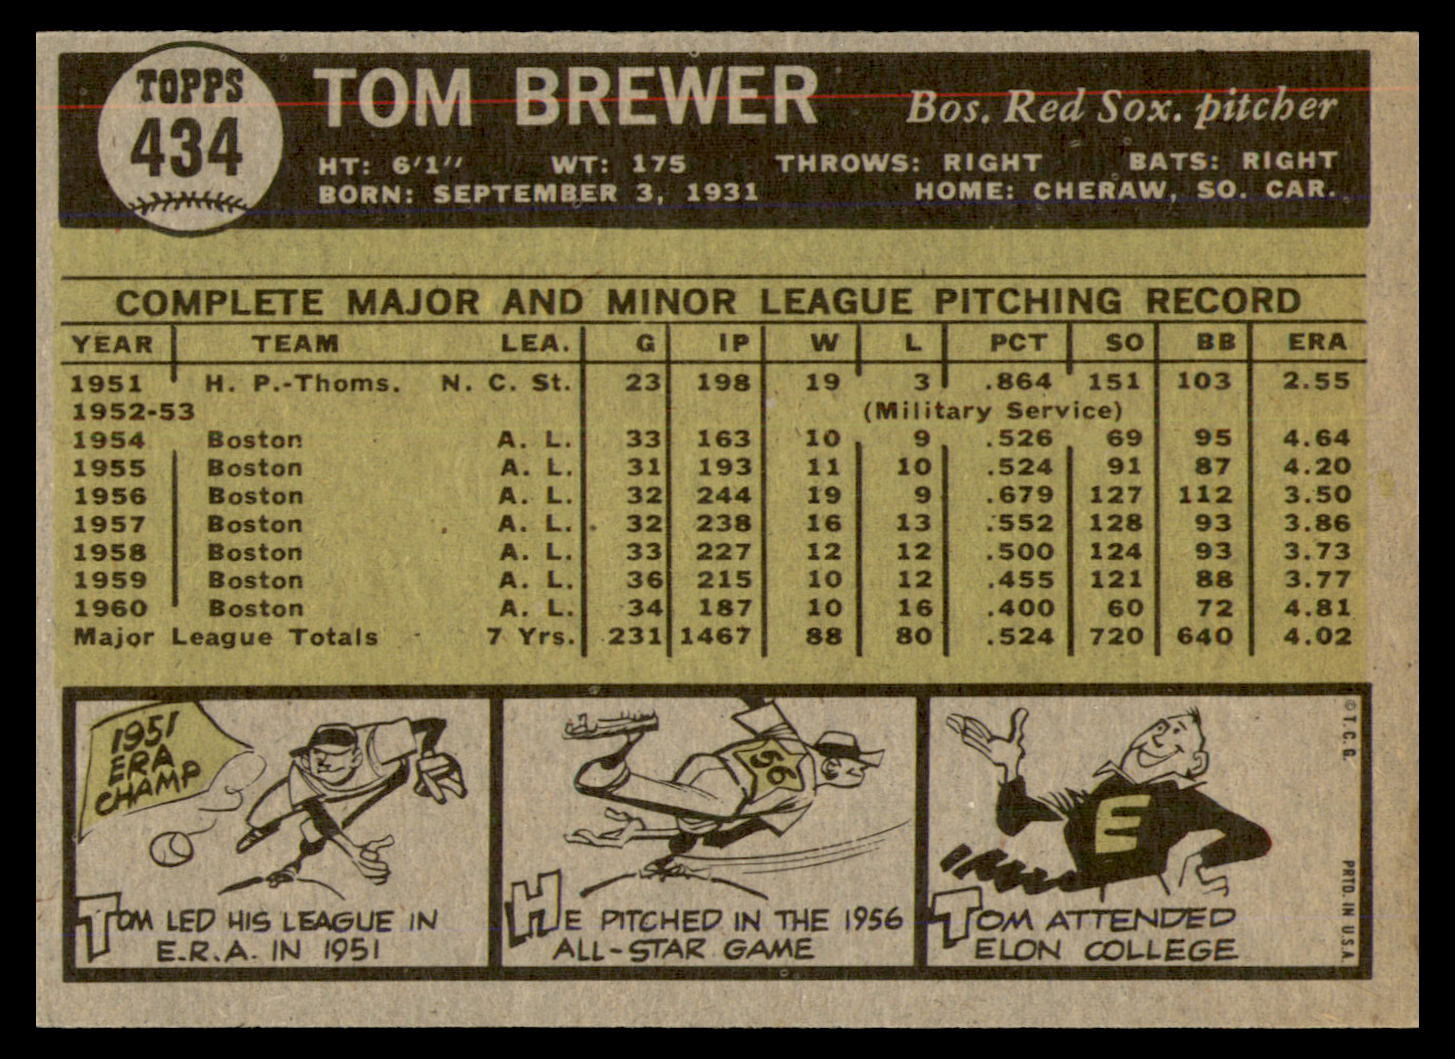 TOPPS
434
TOM BREWER Bos. Red Sox. pitcher
HT: 6'1" WT: 175 THROWS: RIGHT BATS: RIGHT
BORN: SEPTEMBER 3, 1931 HOME: CHERAW, SO. CAR.
COMPLETE MAJOR AND MINOR LEAGUE PITCHING RECORD
YEAR TEAM LEA. G IP W L PCT SO BB ERA
1951 H. P.-Thoms. N. C. St. 23 198 19 3 .864 151 103 2.55
1952-53 (Military Service)
1954 Boston A. L. 33 163 10 9 .526 69 95 4.64
1955 Boston A. L. 31 193 11 10 .524 91 87 4.20
1956 Boston A. L. 32 244 19 9 .679 127 112 3.50
1957 Boston A. L. 32 238 16 13 .552 128 93 3.86
1958 Boston A. L. 33 227 12 12 .500 124 93 3.73
1959 Boston A. L. 36 215 10 12 .455 121 88 3.77
1960 Boston A. L. 34 187 10 16 .400 60 72 4.81
Major League Totals 7 Yrs. 231 1467 88 80 .524 720 640 4.02
1951
ERA
CHAMP
TOM LED HIS LEAGUE IN
E.R.A. IN 1951
56
HE PITCHED IN THE 1956
ALL-STAR GAME
E
TOM ATTENDED
ELON COLLEGE
© T. C. G.
PRTD. IN U.S.A.